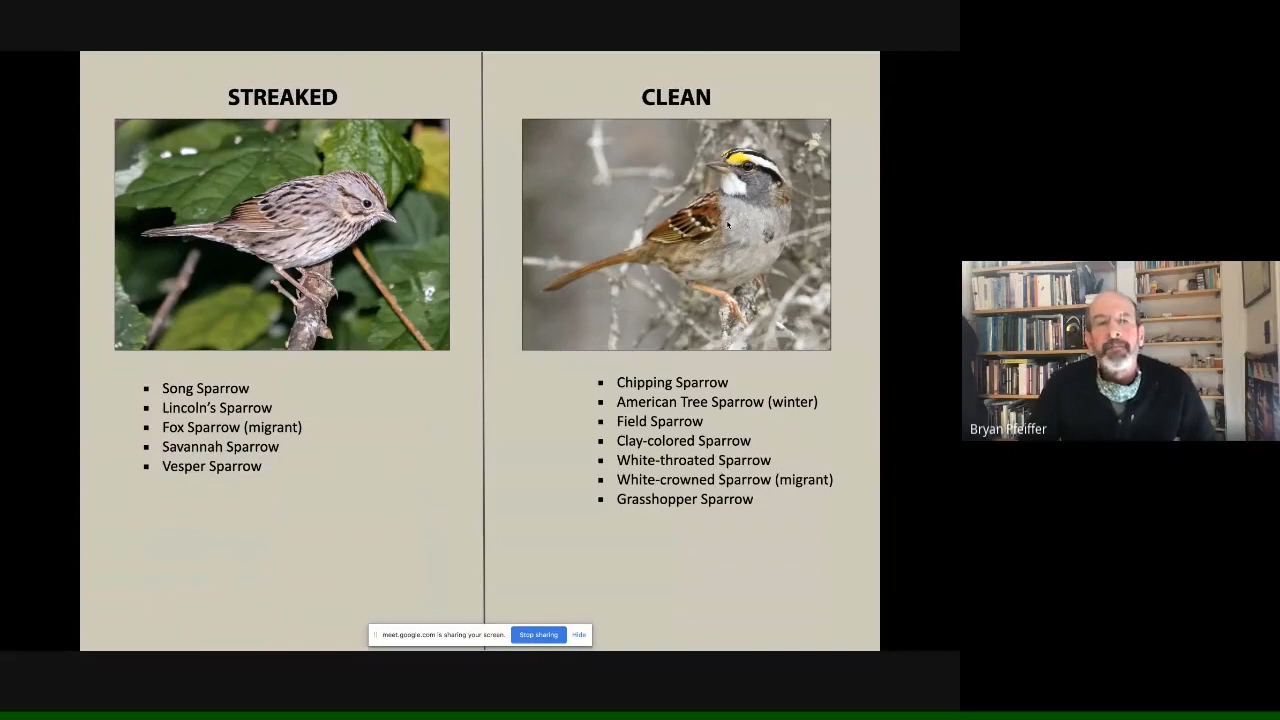 STREAKED
Song Sparrow
Lincoln's Sparrow
Fox Sparrow (migrant)
Savannah Sparrow
Vesper Sparrow
CLEAN
Chipping Sparrow
American Tree Sparrow (winter)
Field Sparrow
Clay-colored Sparrow
White-throated Sparrow
White-crowned Sparrow (migrant)
Grasshopper Sparrow
meet.google.com is sharing your screen. Stop sharing Hide
Bryan Pfeiffer